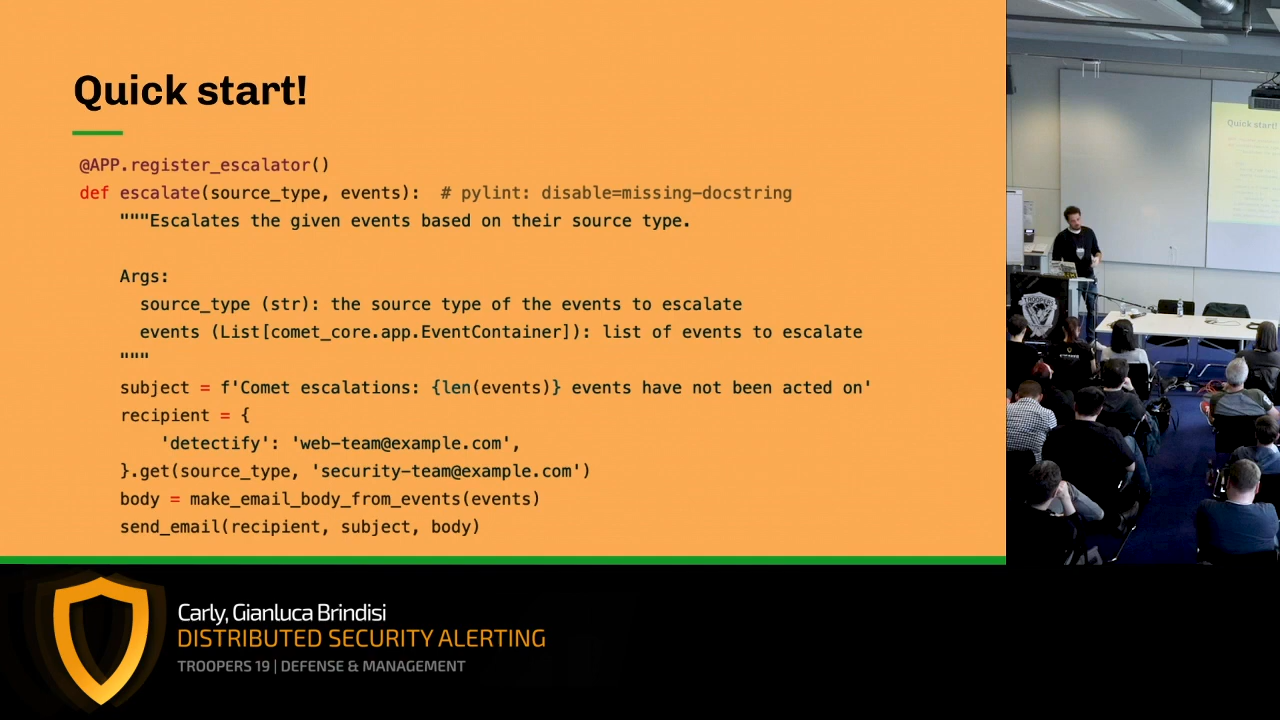 Quick start!
@APP.register_escalator()
def escalate(source_type, events):  # pylint: disable=missing-docstring
    """Escalates the given events based on their source type.
    Args:
      source_type (str): the source type of the events to escalate
      events (List[comet_core.app.EventContainer]): list of events to escalate
    """
    subject = f'Comet escalations: {len(events)} events have not been acted on'
    recipient = {
        'detectify': 'web-team@example.com',
    }.get(source_type, 'security-team@example.com')
    body = make_email_body_from_events(events)
    send_email(recipient, subject, body)
Quick start!
TROOPERS
Carly, Gianluca Brindisi
DISTRIBUTED SECURITY ALERTING
TROOPERS 19 | DEFENSE & MANAGEMENT